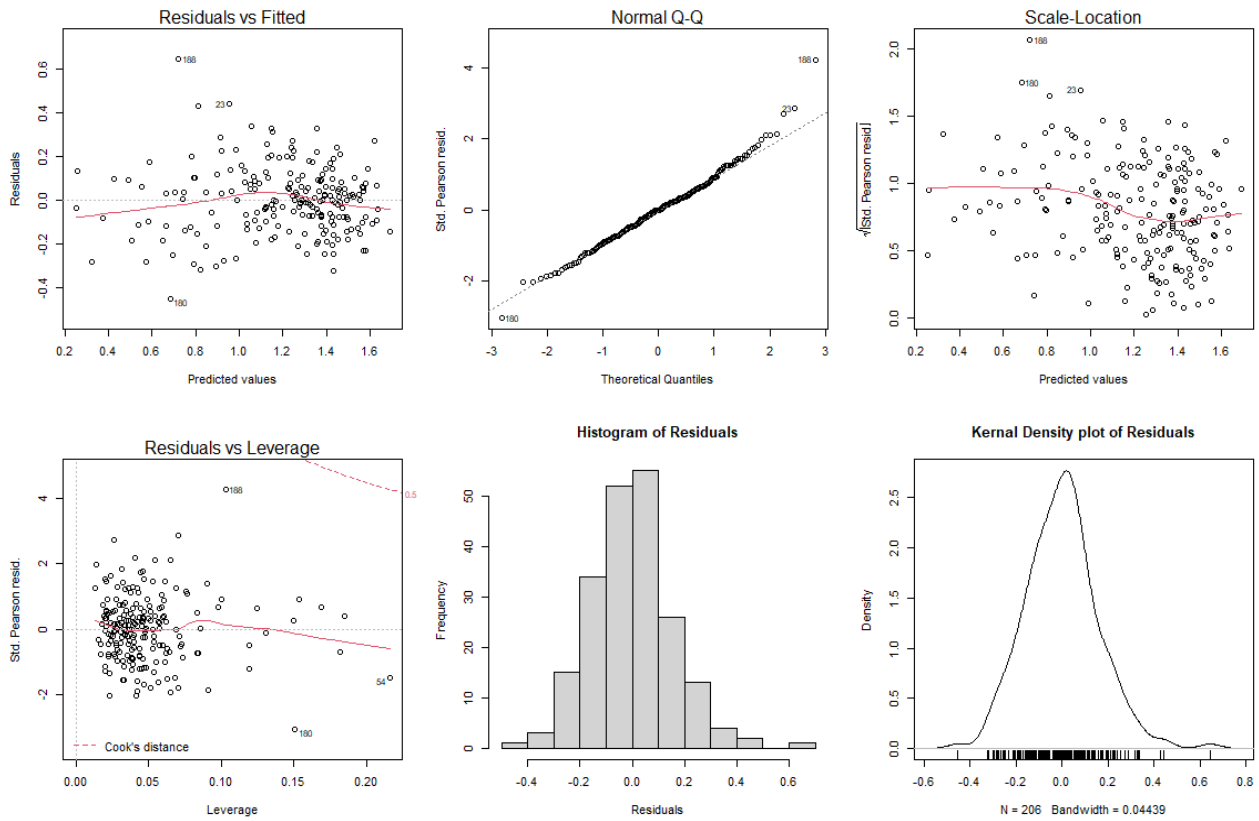 Residuals vs Fitted
Residuals
0.6
0.4
0.2
0.0
-0.2
-0.4
188
23
180
0.2 0.4 0.6 0.8 1.0 1.2 1.4 1.6
Predicted values
Normal Q-Q
Std. Pearson resid.
4
2
0
-2
188
23
180
-3 -2 -1 0 1 2 3
Theoretical Quantiles
Scale-Location
√|Std. Pearson resid.|
2.0
1.5
1.0
0.5
0.0
188
180
23
0.2 0.4 0.6 0.8 1.0 1.2 1.4 1.6
Predicted values
Residuals vs Leverage
Std. Pearson resid.
4
2
0
-2
188
0.5
54
180
Cook's distance
0.00 0.05 0.10 0.15 0.20
Leverage
Histogram of Residuals
Frequency
50
40
30
20
10
0
-0.4 -0.2 0.0 0.2 0.4 0.6
Residuals
Kernal Density plot of Residuals
Density
2.5
2.0
1.5
1.0
0.5
0.0
-0.6 -0.4 -0.2 0.0 0.2 0.4 0.6 0.8
N = 206 Bandwidth = 0.04439